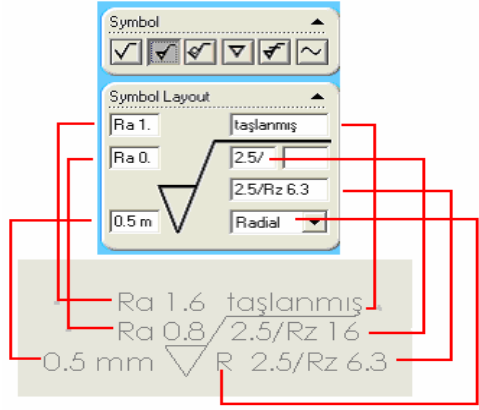 Symbol
Symbol Layout
Ra 1. taşlanmış
Ra 0. 2.5/
2.5/Rz 6.3
0.5 m Radial
Ra 1.6 taşlanmış
Ra 0.8 2.5/Rz 16
0.5 mm R 2.5/Rz 6.3